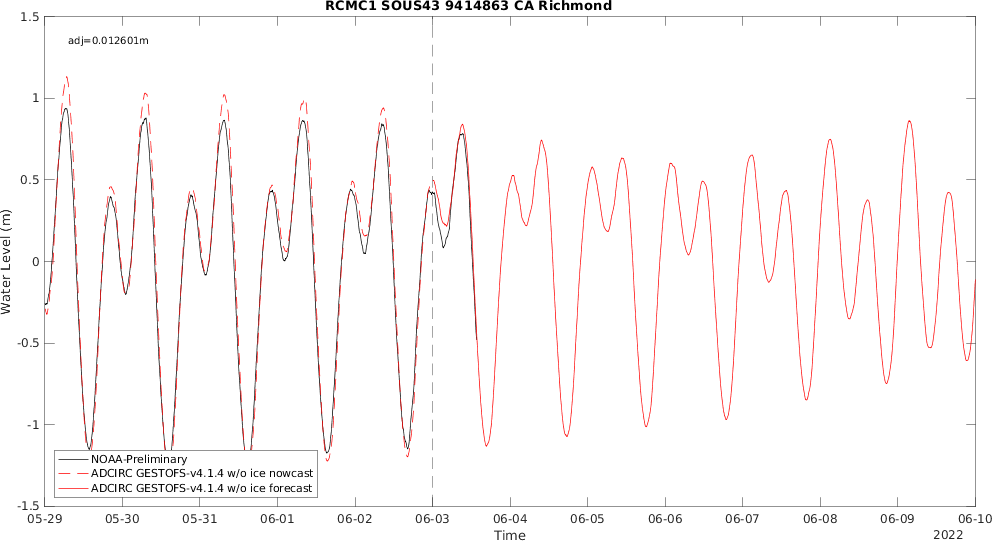 RCMC1 SOUS43 9414863 CA Richmond
1.5
adj=0.012601m
1
0.5
0
-0.5
-1
-1.5
Water Level (m)
NOAA-Preliminary
ADCIRC GESTOFS-v4.1.4 w/o ice nowcast
ADCIRC GESTOFS-v4.1.4 w/o ice forecast
05-29 05-30 05-31 06-01 06-02 06-03 06-04 06-05 06-06 06-07 06-08 06-09 06-10
Time
2022